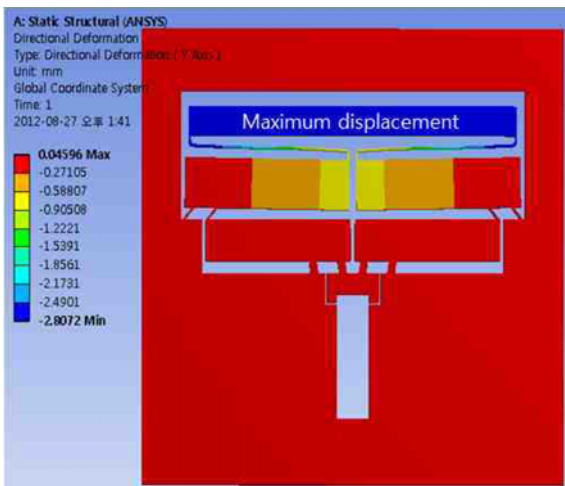 A: Static Structural (ANSYS)
Directional Deformation
Type: Directional Deformation ( Y Axis )
Unit: mm
Global Coordinate System
Time: 1
2012-08-27 오후 1:41
Maximum displacement
0.04596 Max
-0.27105
-0.58807
-0.90508
-1.2221
-1.5391
-1.8561
-2.1731
-2.4901
-2.8072 Min